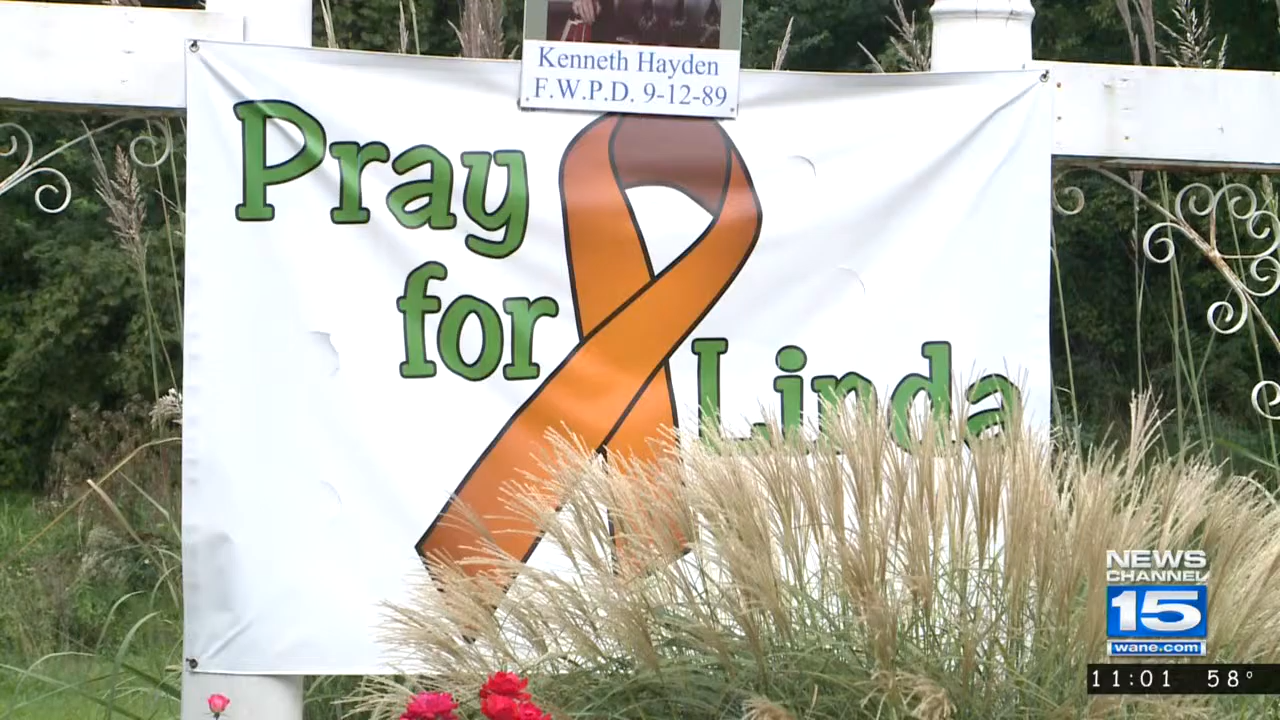 Kenneth Hayden
F.W.P.D. 9-12-89
Pray
for
Linda
NEWS
CHANNEL
15
wane.com
11:01 58°